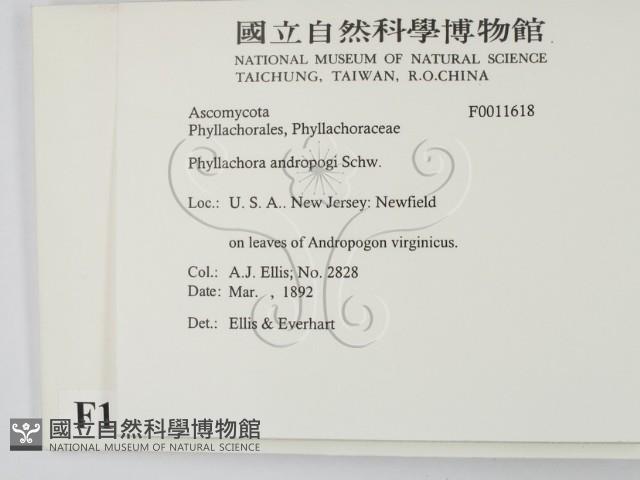 國立自然科學博物館
NATIONAL MUSEUM OF NATURAL SCIENCE
TAICHUNG, TAIWAN, R.O.CHINA
Ascomycota F0011618
Phyllachorales, Phyllachoraceae
Phyllachora andropogi Schw.
Loc.: U. S. A.. New Jersey: Newfield
on leaves of Andropogon virginicus.
Col.: A.J. Ellis; No. 2828
Date: Mar. , 1892
Det.: Ellis & Everhart
F1
國立自然科學博物館
NATIONAL MUSEUM OF NATURAL SCIENCE